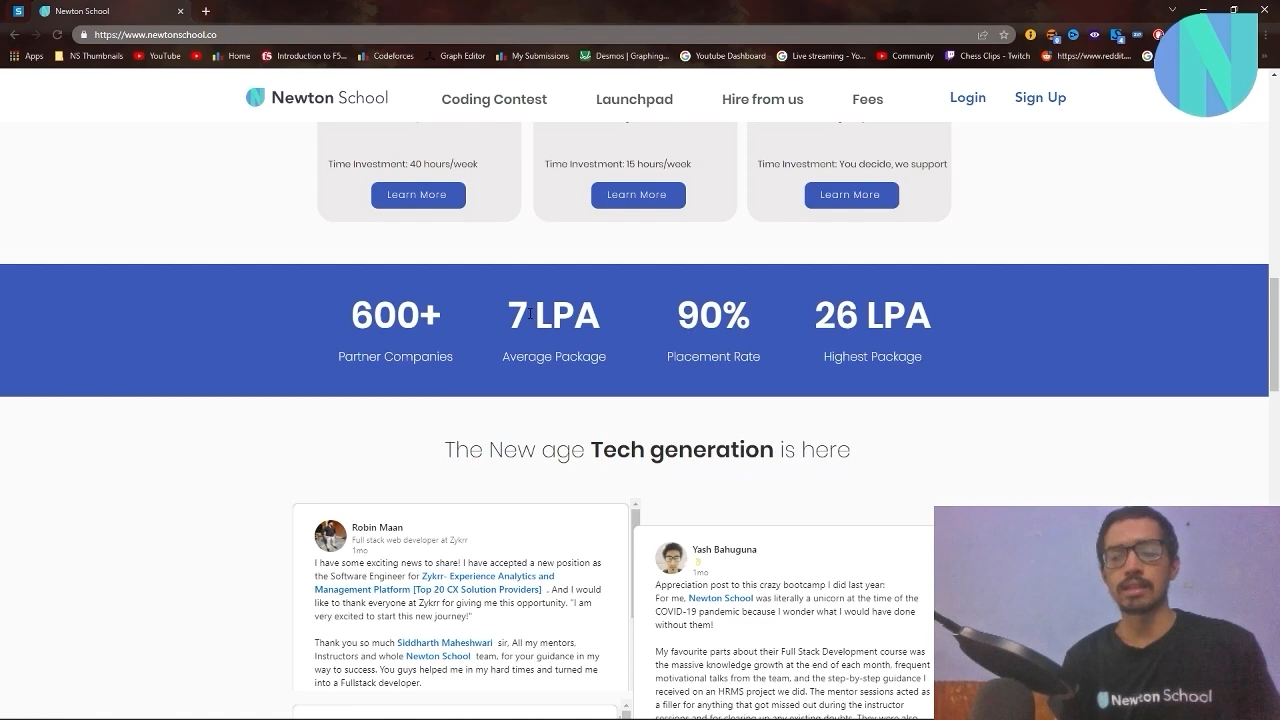 Newton School
https://www.newtonschool.co
Apps
NS Thumbnails
YouTube
Home
Introduction to F5...
Codeforces
Graph Editor
My Submissions
Desmos | Graphing...
Youtube Dashboard
Live streaming - Yo...
Community
Chess Clips - Twitch
https://www.reddit....
Newton School
Coding Contest
Launchpad
Hire from us
Fees
Login
Sign Up
Time Investment: 40 hours/week
Time Investment: 15 hours/week
Time Investment: You decide, we support
Learn More
Learn More
Learn More
600+
7 LPA
90%
26 LPA
Partner Companies
Average Package
Placement Rate
Highest Package
The New age Tech generation is here
Robin Maan
Full stack web developer at Zykrr
1mo
I have some exciting news to share! I have accepted a new position
as the Software Engineer for Zykrr- Experience Analytics and
Management Platform [Top 20 CX Solution Providers] . And I would
like to thank everyone at Zykrr for giving me this opportunity. "I am
very excited to start this new journey!"
Thank you so much Siddharth Maheshwari sir, All my mentors,
Instructors and whole Newton School team, for your guidance in my
way to success. You guys helped me in my hard times and turned me
into a Fullstack developer.
Yash Bahuguna
1mo
Appreciation post to this crazy bootcamp I did last year:
For me, Newton School was literally a unicorn at the time of the
COVID-19 pandemic because I wonder what I would have done
without them!
My favourite parts about their Full Stack Development course was
the massive knowledge growth at the end of each month, frequent
motivational talks from the team, and the step-by-step guidance I
received on an HRMS project we did. The mentor sessions acted as
a filler for anything that got missed out during the instructor
sessions and for clearing up any existing doubts. They were also
Newton School